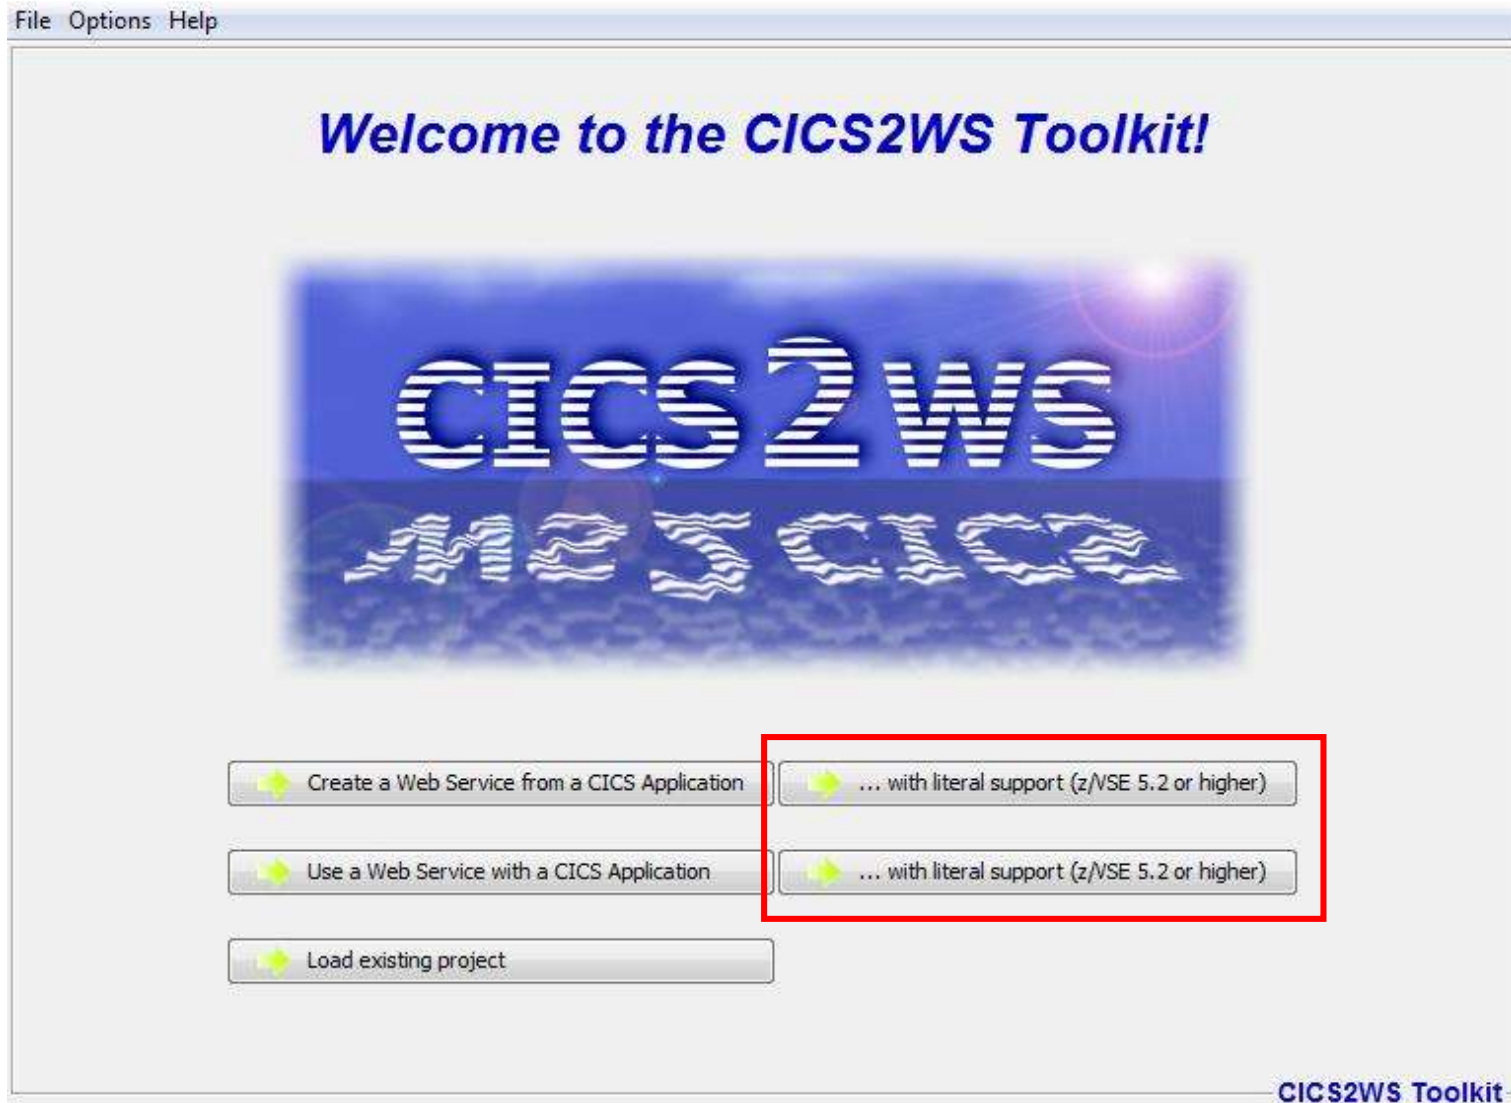 File Options Help
Welcome to the CICS2WS Toolkit!
CICS2WS
Create a Web Service from a CICS Application
... with literal support (z/VSE 5.2 or higher)
Use a Web Service with a CICS Application
... with literal support (z/VSE 5.2 or higher)
Load existing project
CICS2WS Toolkit